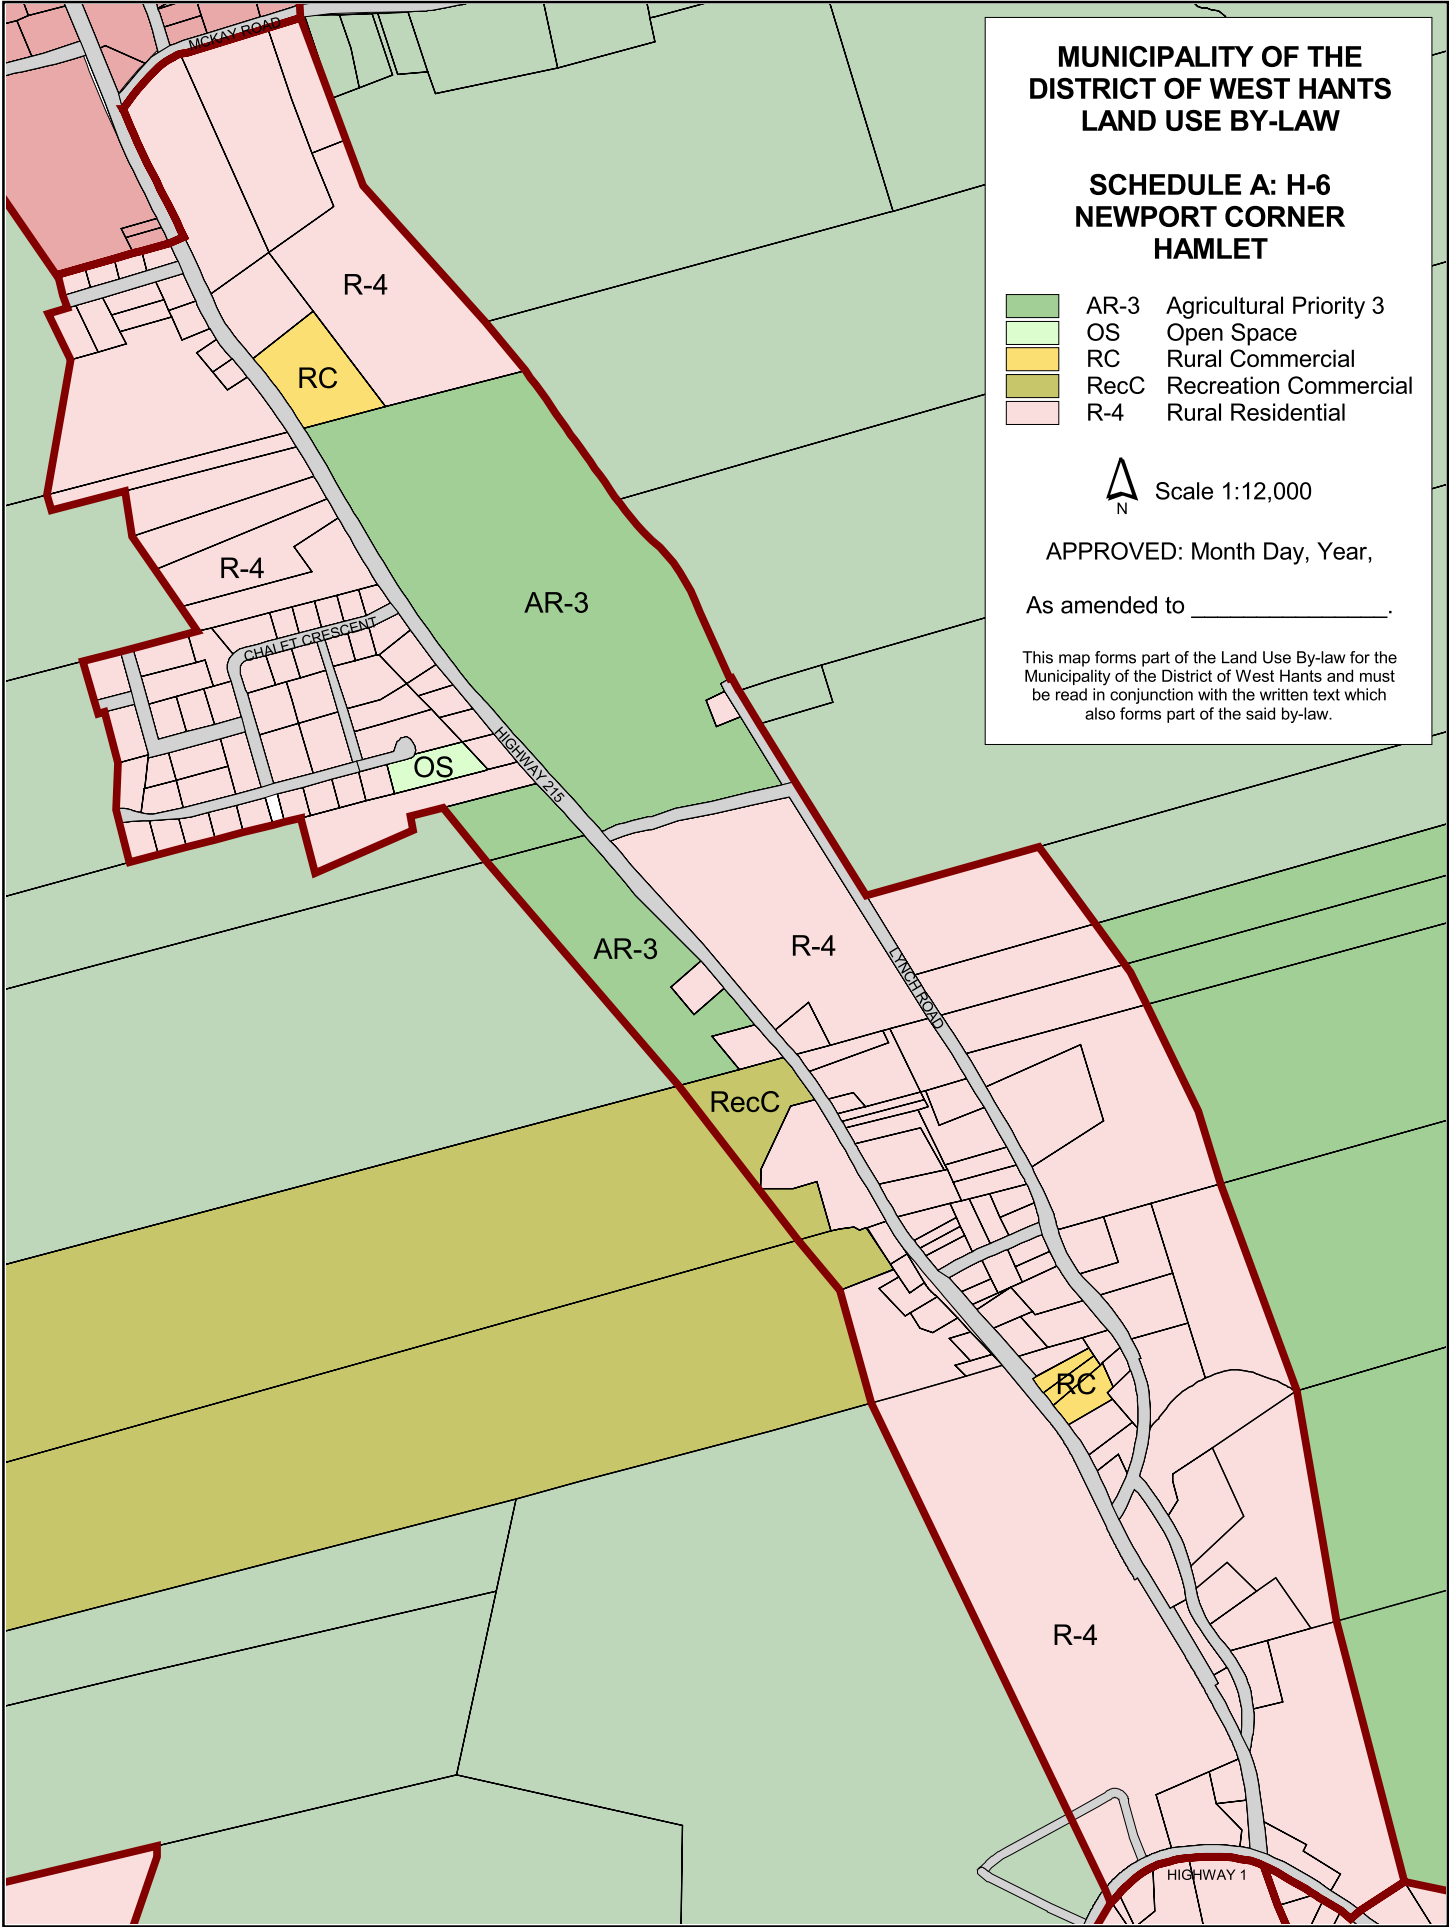 MCKAY ROAD
MUNICIPALITY OF THE
DISTRICT OF WEST HANTS
LAND USE BY-LAW
SCHEDULE A: H-6
NEWPORT CORNER
HAMLET
AR-3 Agricultural Priority 3
OS Open Space
RC Rural Commercial
RecC Recreation Commercial
R-4 Rural Residential
N
Scale 1:12,000
APPROVED: Month Day, Year,
As amended to _______________.
This map forms part of the Land Use By-law for the
Municipality of the District of West Hants and must
be read in conjunction with the written text which
also forms part of the said by-law.
R-4
RC
R-4
AR-3
CHALET CRESCENT
OS
HIGHWAY 215
AR-3
R-4
LYNCH ROAD
RecC
RC
R-4
HIGHWAY 1